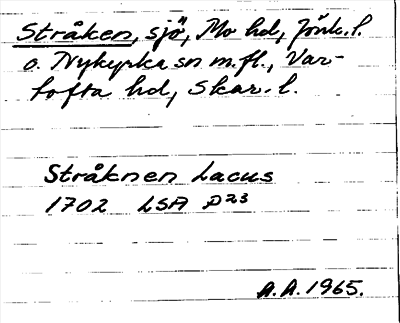 Stråken, sjö, Mo hd, Jönk. l.
o. Nykyrka sn m.fl., Var-
tofta hd, Skar. l.
Stråknen Lacus
1702 LSA D23
A.A. 1965.